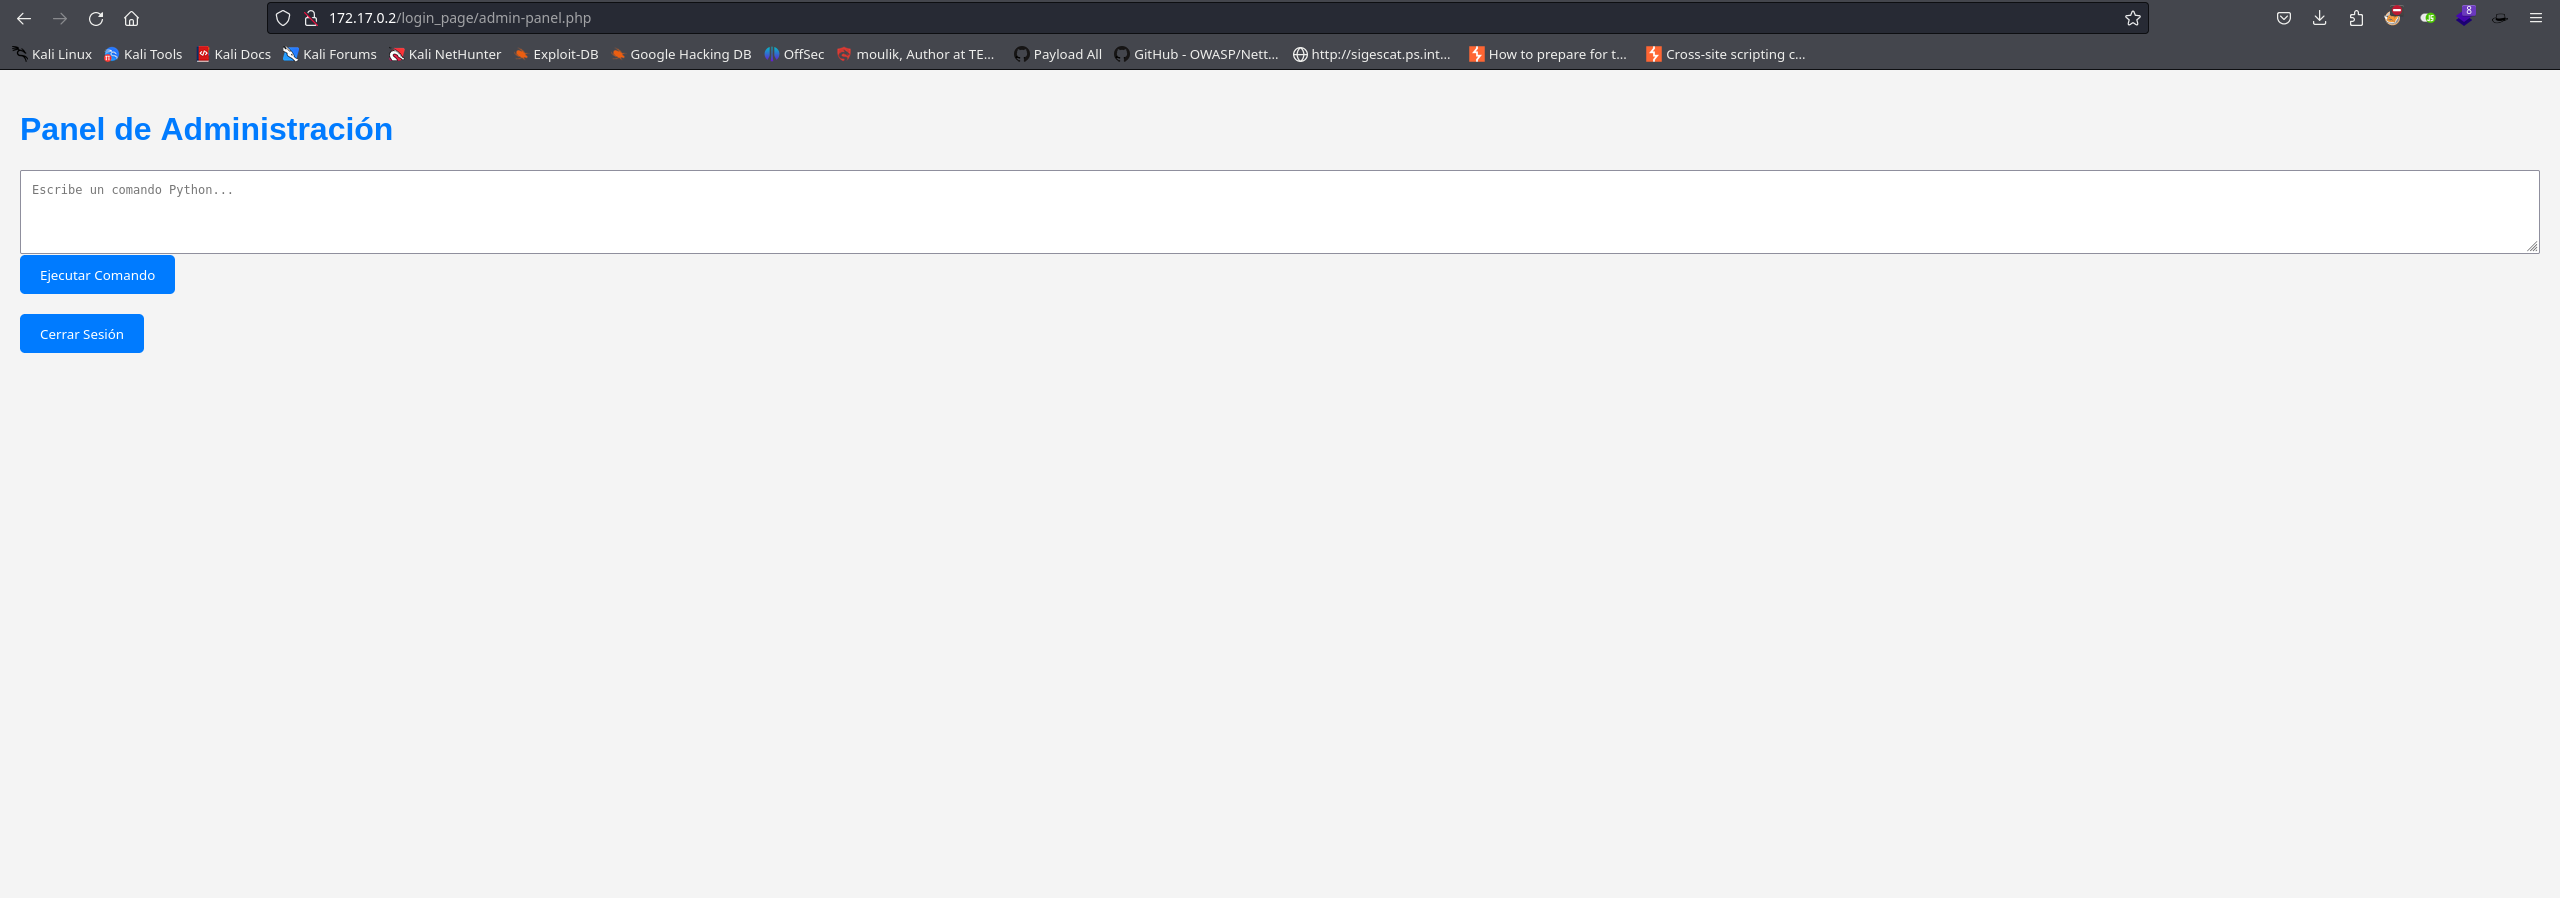 172.17.0.2/login_page/admin-panel.php
8
Kali Linux Kali Tools Kali Docs Kali Forums Kali NetHunter Exploit-DB Google Hacking DB OffSec moulik, Author at TE... Payload All GitHub - OWASP/Nett... http://sigescat.ps.int... How to prepare for t... Cross-site scripting c...
Panel de Administración
Escribe un comando Python...
Ejecutar Comando
Cerrar Sesión